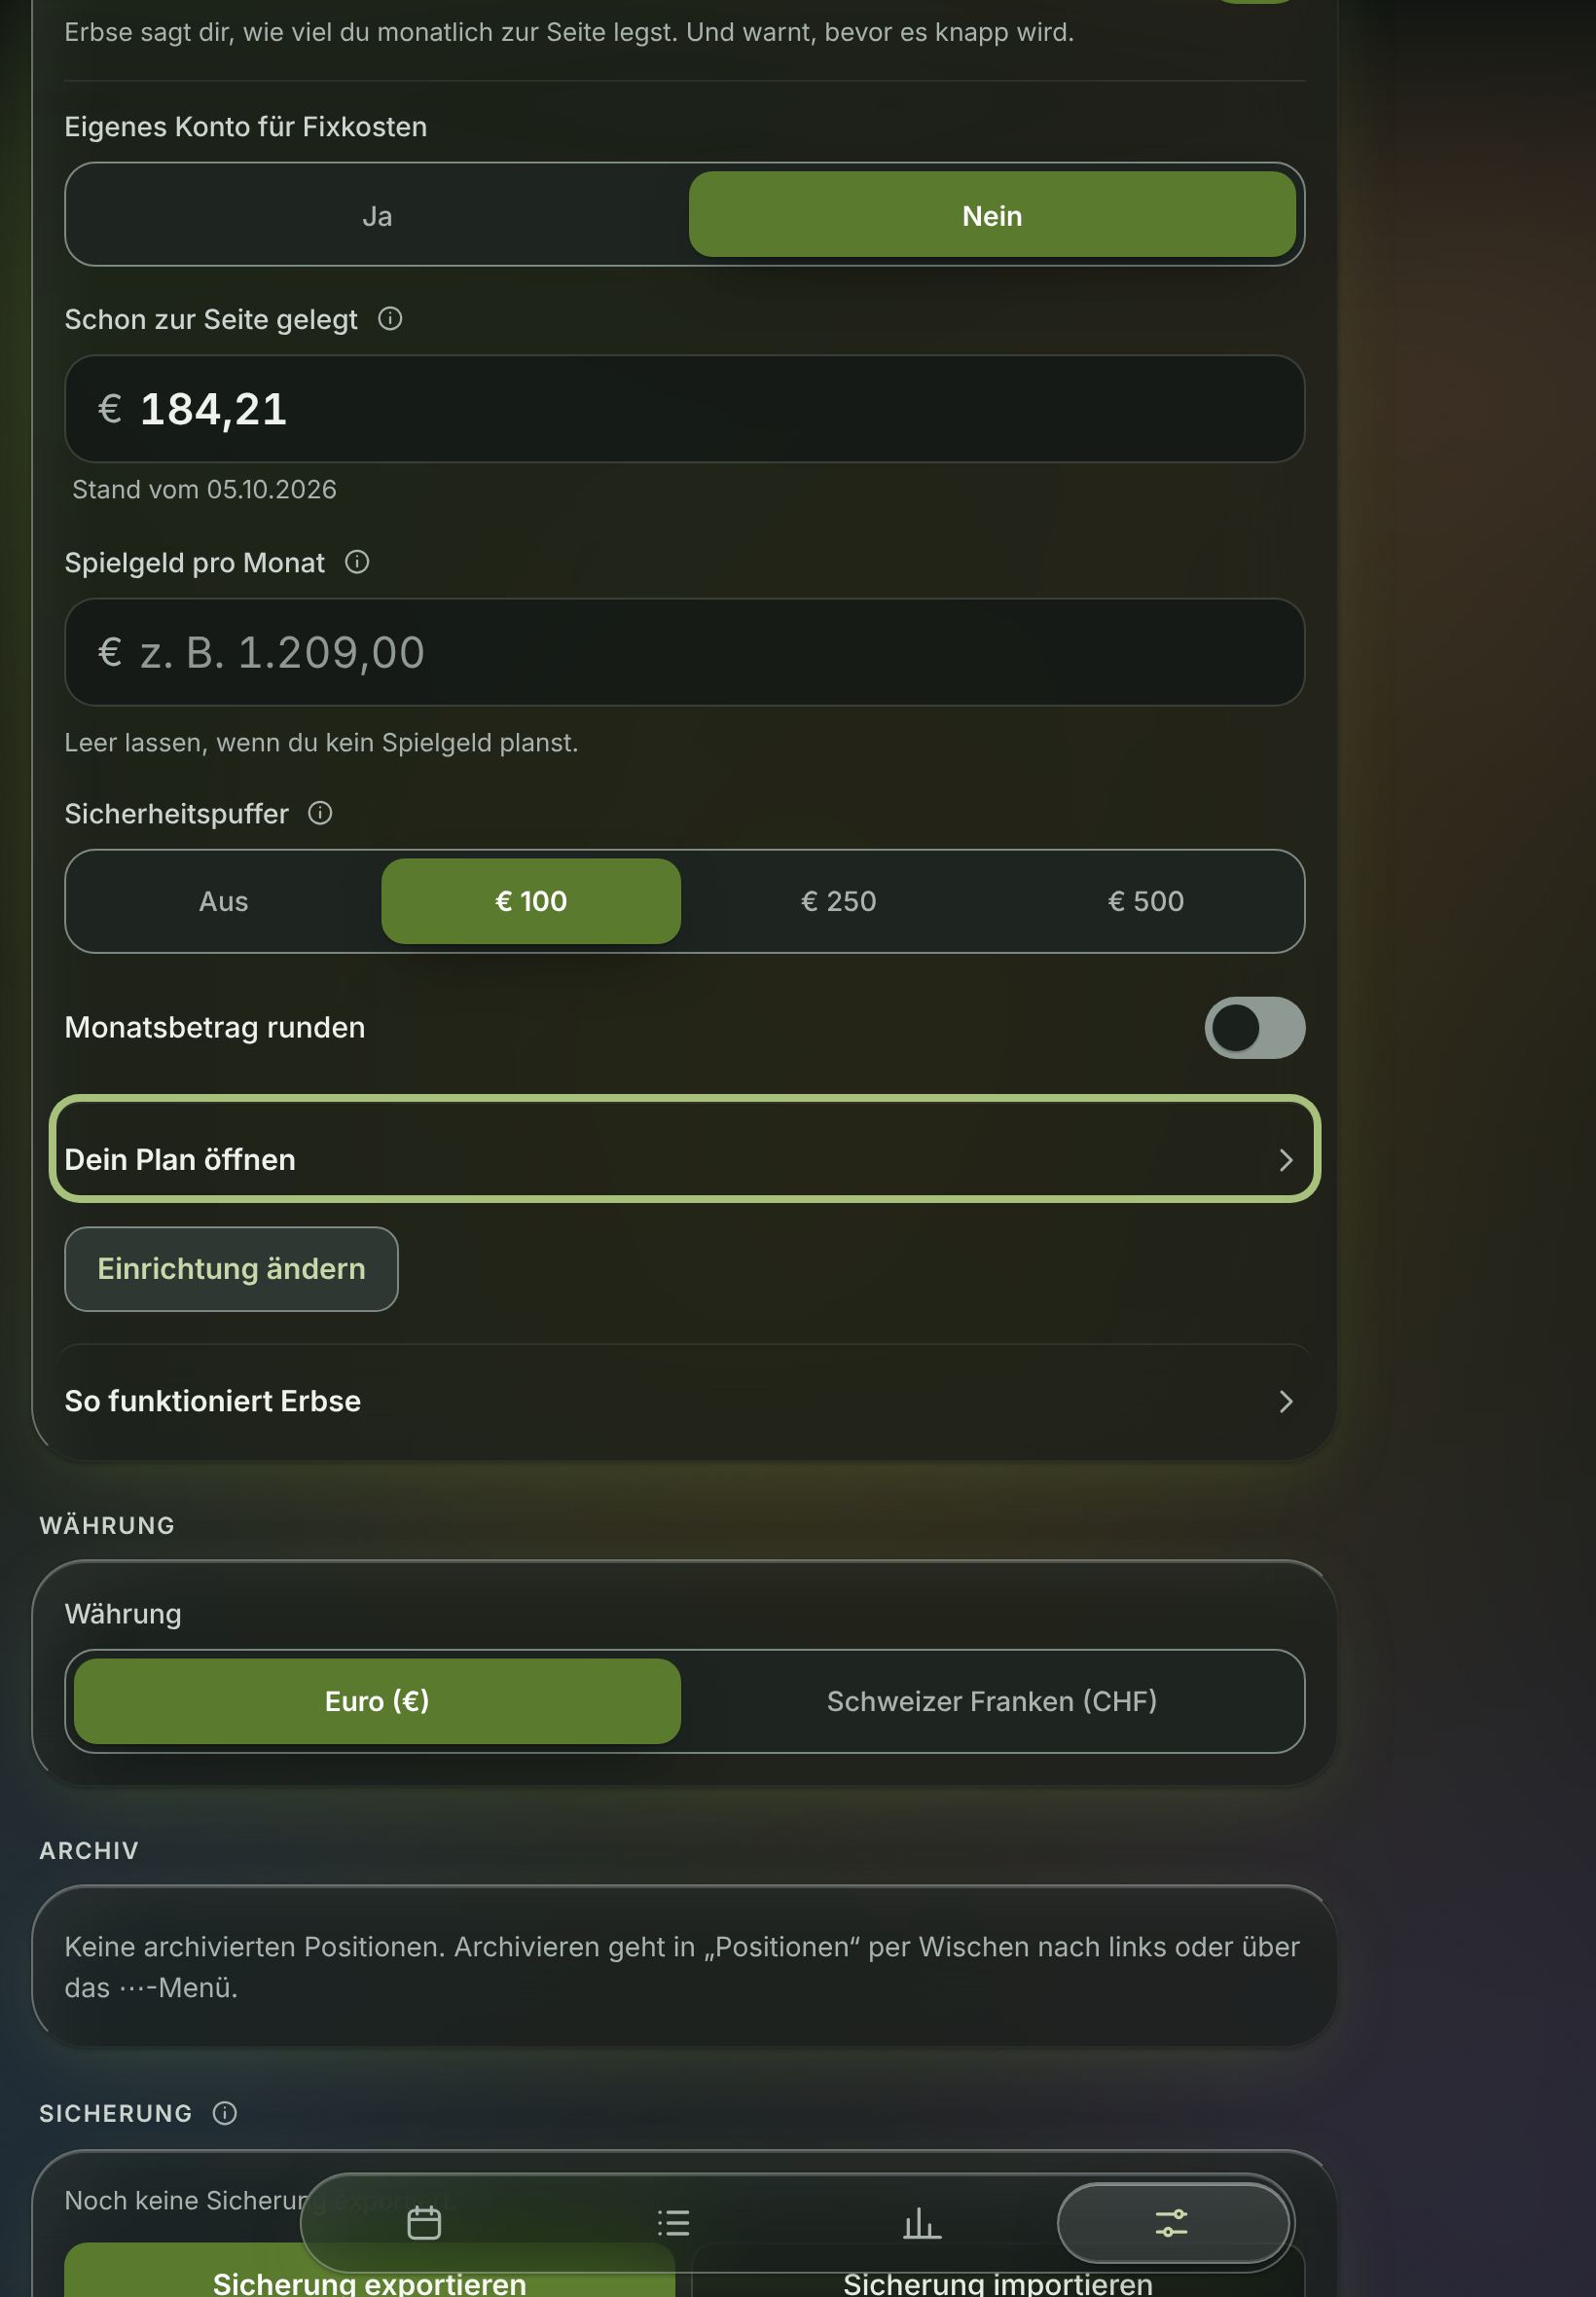 Erbse sagt dir, wie viel du monatlich zur Seite legst. Und warnt, bevor es knapp wird.
Eigenes Konto für Fixkosten
Ja
Nein
Schon zur Seite gelegt
€ 184,21
Stand vom 05.10.2026
Spielgeld pro Monat
€ z. B. 1.209,00
Leer lassen, wenn du kein Spielgeld planst.
Sicherheitspuffer
Aus
€ 100
€ 250
€ 500
Monatsbetrag runden
Dein Plan öffnen
Einrichtung ändern
So funktioniert Erbse
WÄHRUNG
Währung
Euro (€)
Schweizer Franken (CHF)
ARCHIV
Keine archivierten Positionen. Archivieren geht in „Positionen“ per Wischen nach links oder über
das ···-Menü.
SICHERUNG
Noch keine Sicherung exportiert.
Sicherung exportieren
Sicherung importieren